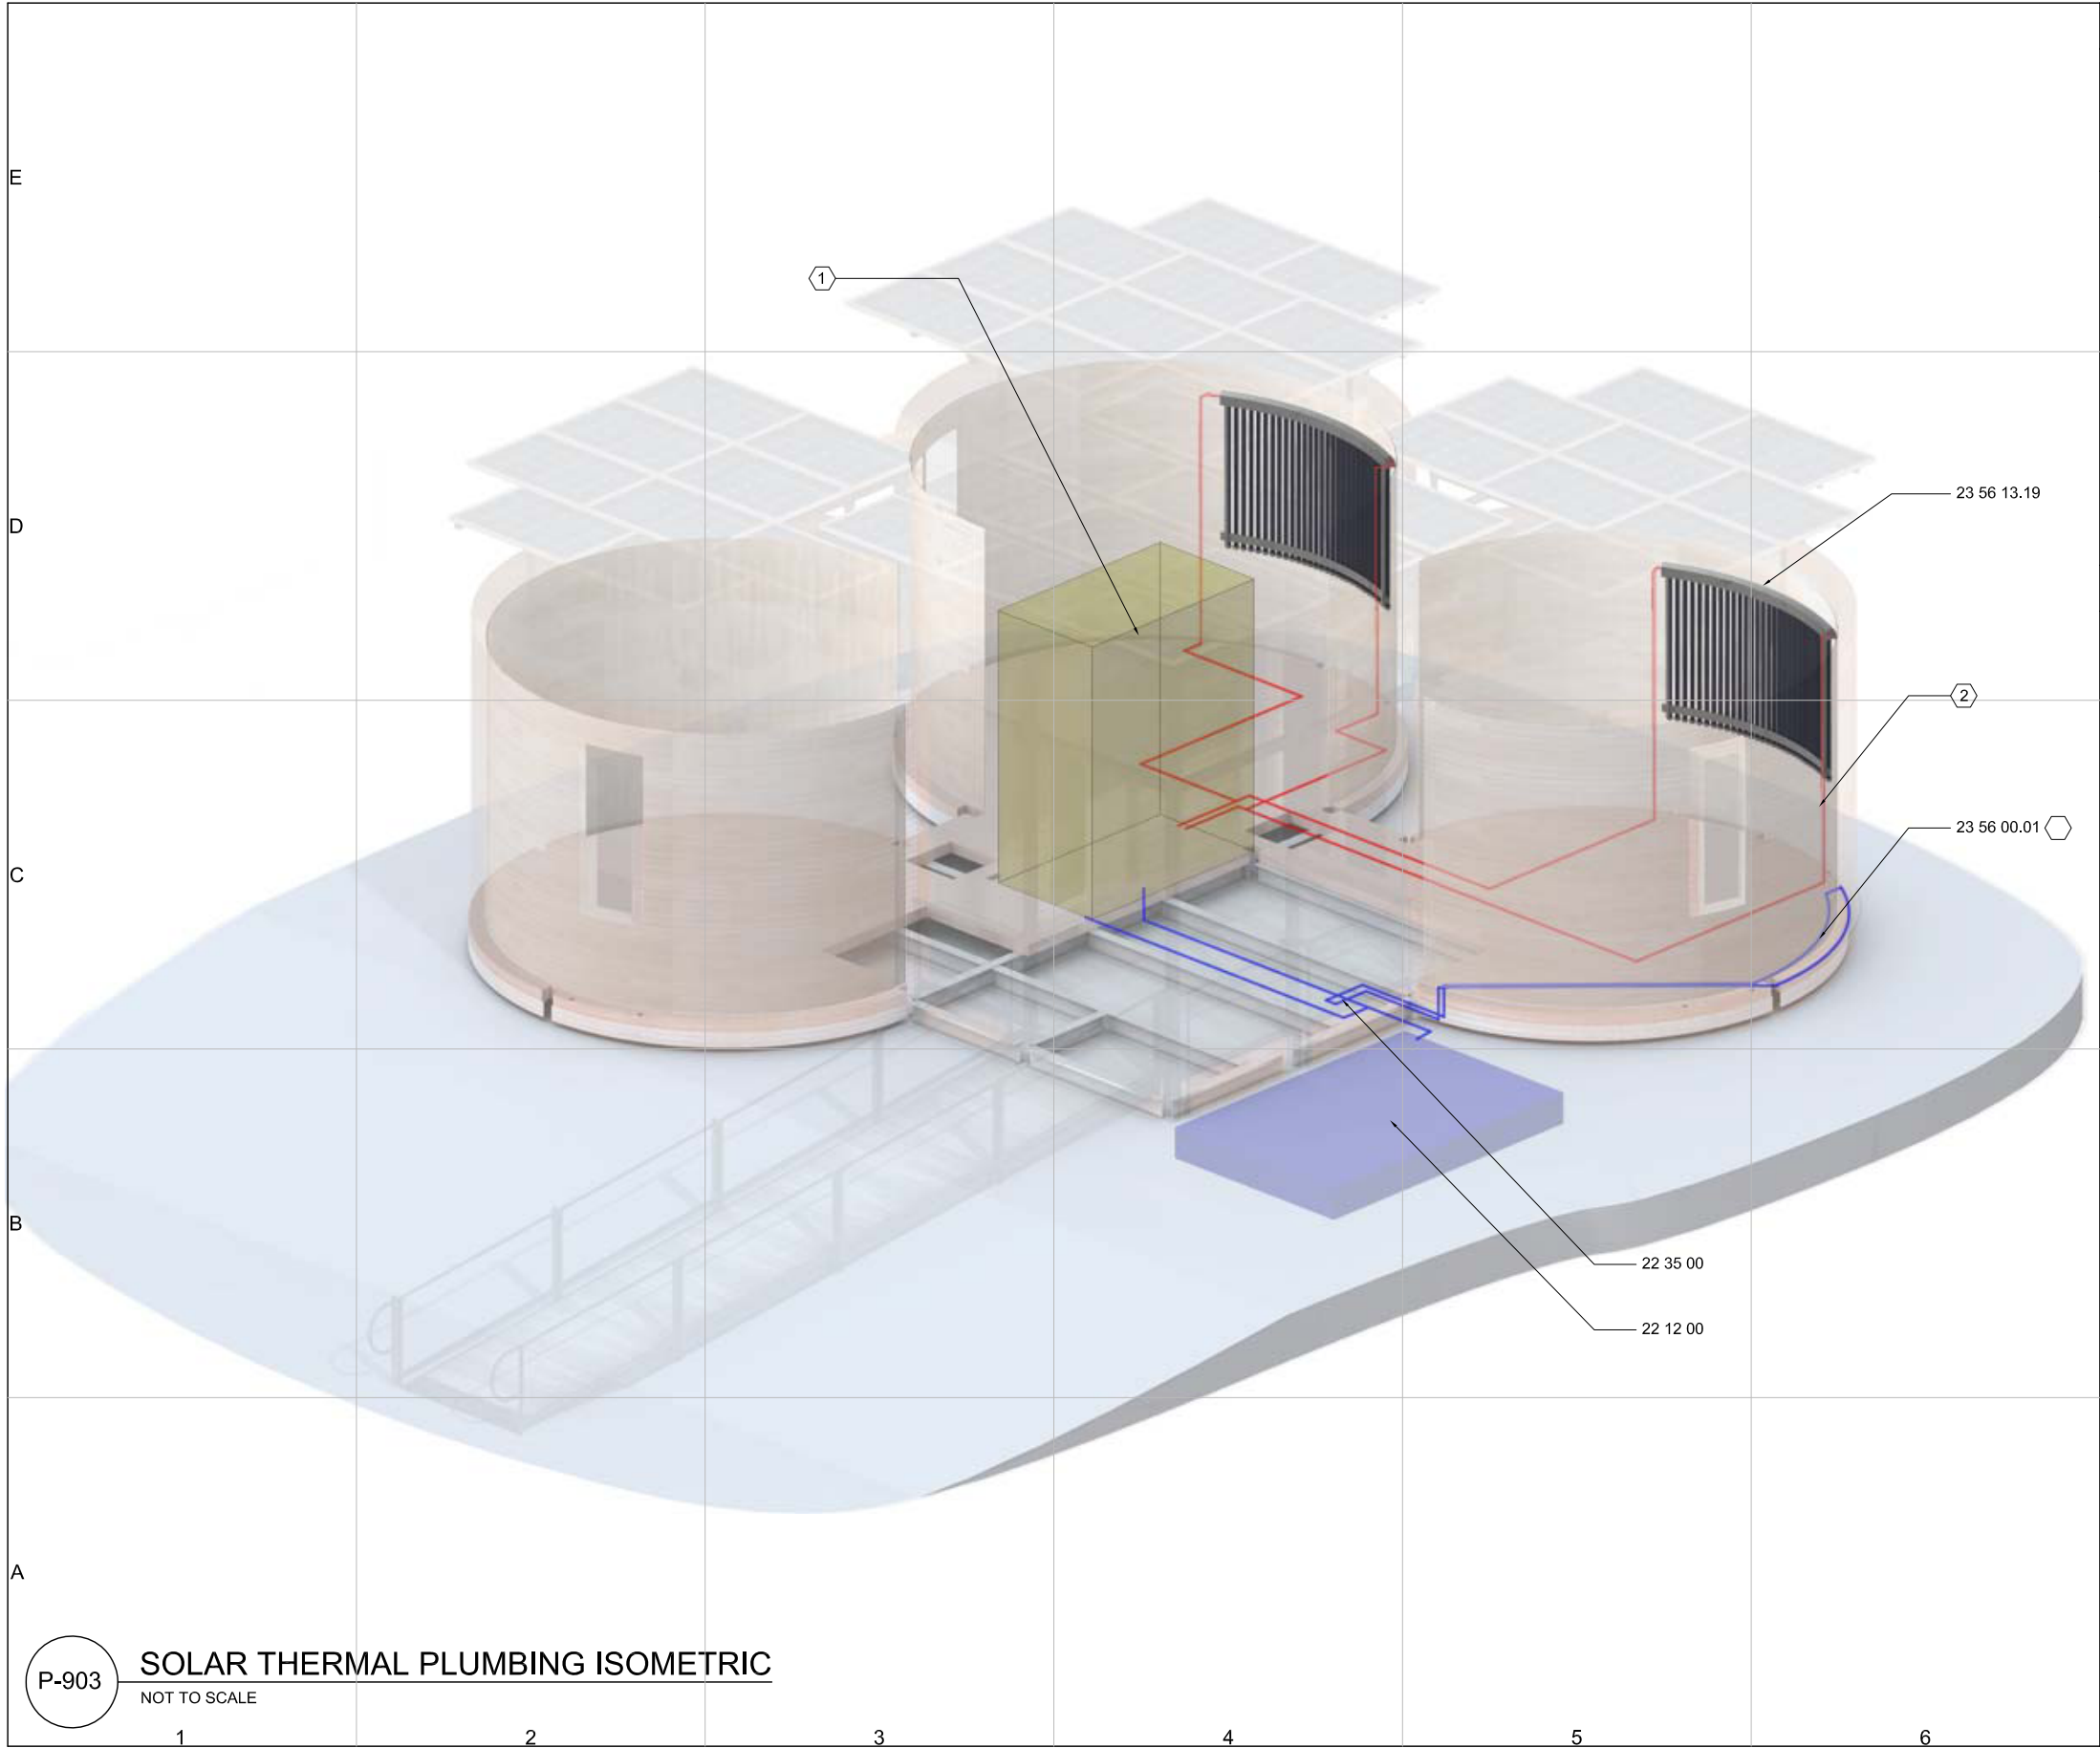 E
1
D
23 56 13.19
2
23 56 00.01
C
B
22 35 00
22 12 00
A
P-903
SOLAR THERMAL PLUMBING ISOMETRIC
NOT TO SCALE
1 2 3 4 5 6